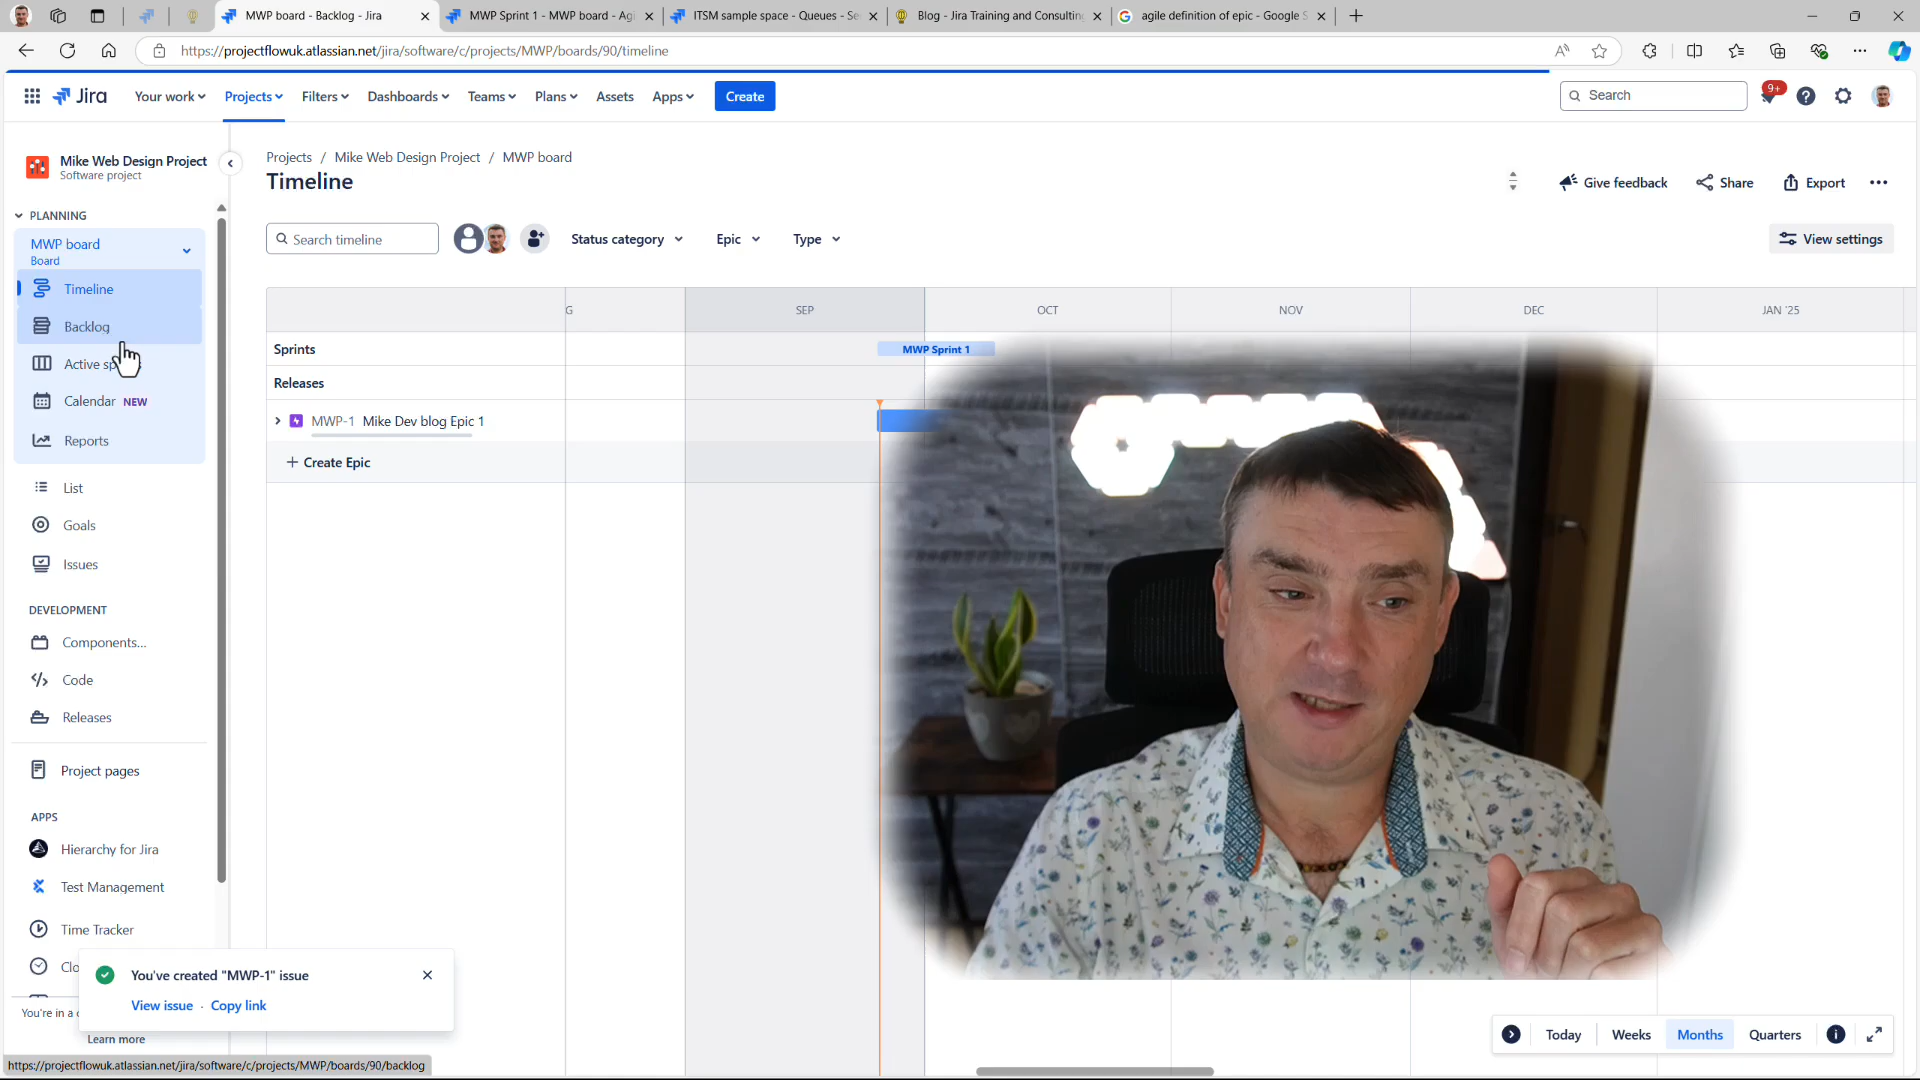 MWP board - Backlog - Jira
MWP Sprint 1 - MWP board - Ag
ITSM sample space - Queues - Se
Blog - Jira Training and Consulting
agile definition of epic - Google S
https://projectflowuk.atlassian.net/jira/software/c/projects/MWP/boards/90/timeline
Jira
Your work
Projects
Filters
Dashboards
Teams
Plans
Assets
Apps
Create
Search
9+
Mike Web Design Project
Software project
Projects / Mike Web Design Project / MWP board
Timeline
Give feedback
Share
Export
PLANNING
MWP board
Board
Search timeline
Status category
Epic
Type
View settings
Timeline
Backlog
Active sp
Calendar NEW
Reports
List
Goals
Issues
DEVELOPMENT
Components...
Code
Releases
Project pages
APPS
Hierarchy for Jira
Test Management
Time Tracker
Clo
G
SEP
OCT
NOV
DEC
JAN '25
Sprints
MWP Sprint 1
Releases
MWP-1 Mike Dev blog Epic 1
+ Create Epic
You've created "MWP-1" issue
View issue · Copy link
You're in a
Learn more
Today
Weeks
Months
Quarters
https://projectflowuk.atlassian.net/jira/software/c/projects/MWP/boards/90/backlog